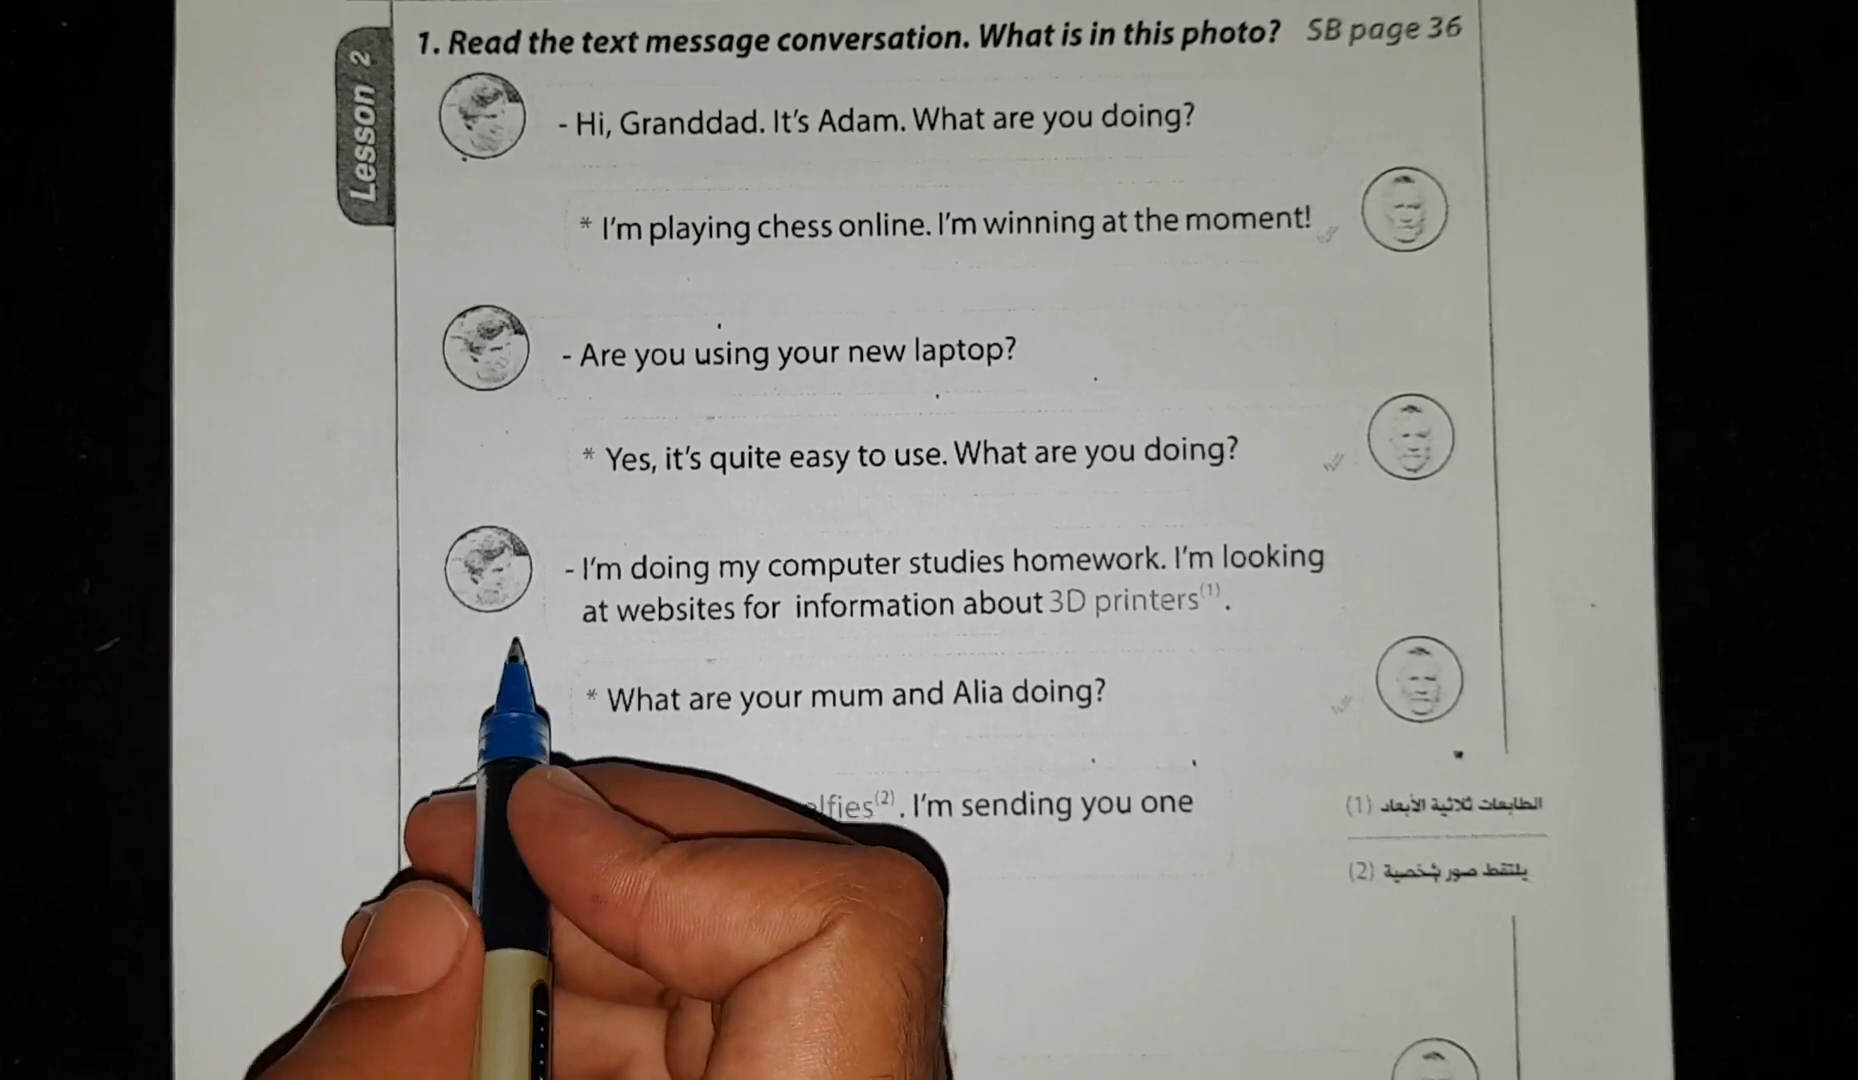 Lesson 2
1. Read the text message conversation. What is in this photo? SB page 36
- Hi, Granddad. It's Adam. What are you doing?
* I'm playing chess online. I'm winning at the moment!
- Are you using your new laptop?
* Yes, it's quite easy to use. What are you doing?
- I'm doing my computer studies homework. I'm looking
at websites for information about 3D printers(1).
* What are your mum and Alia doing?
(2). I'm sending you one
(1) الطابعات ثلاثية الأبعاد
(2) يلتقط صور شخصية